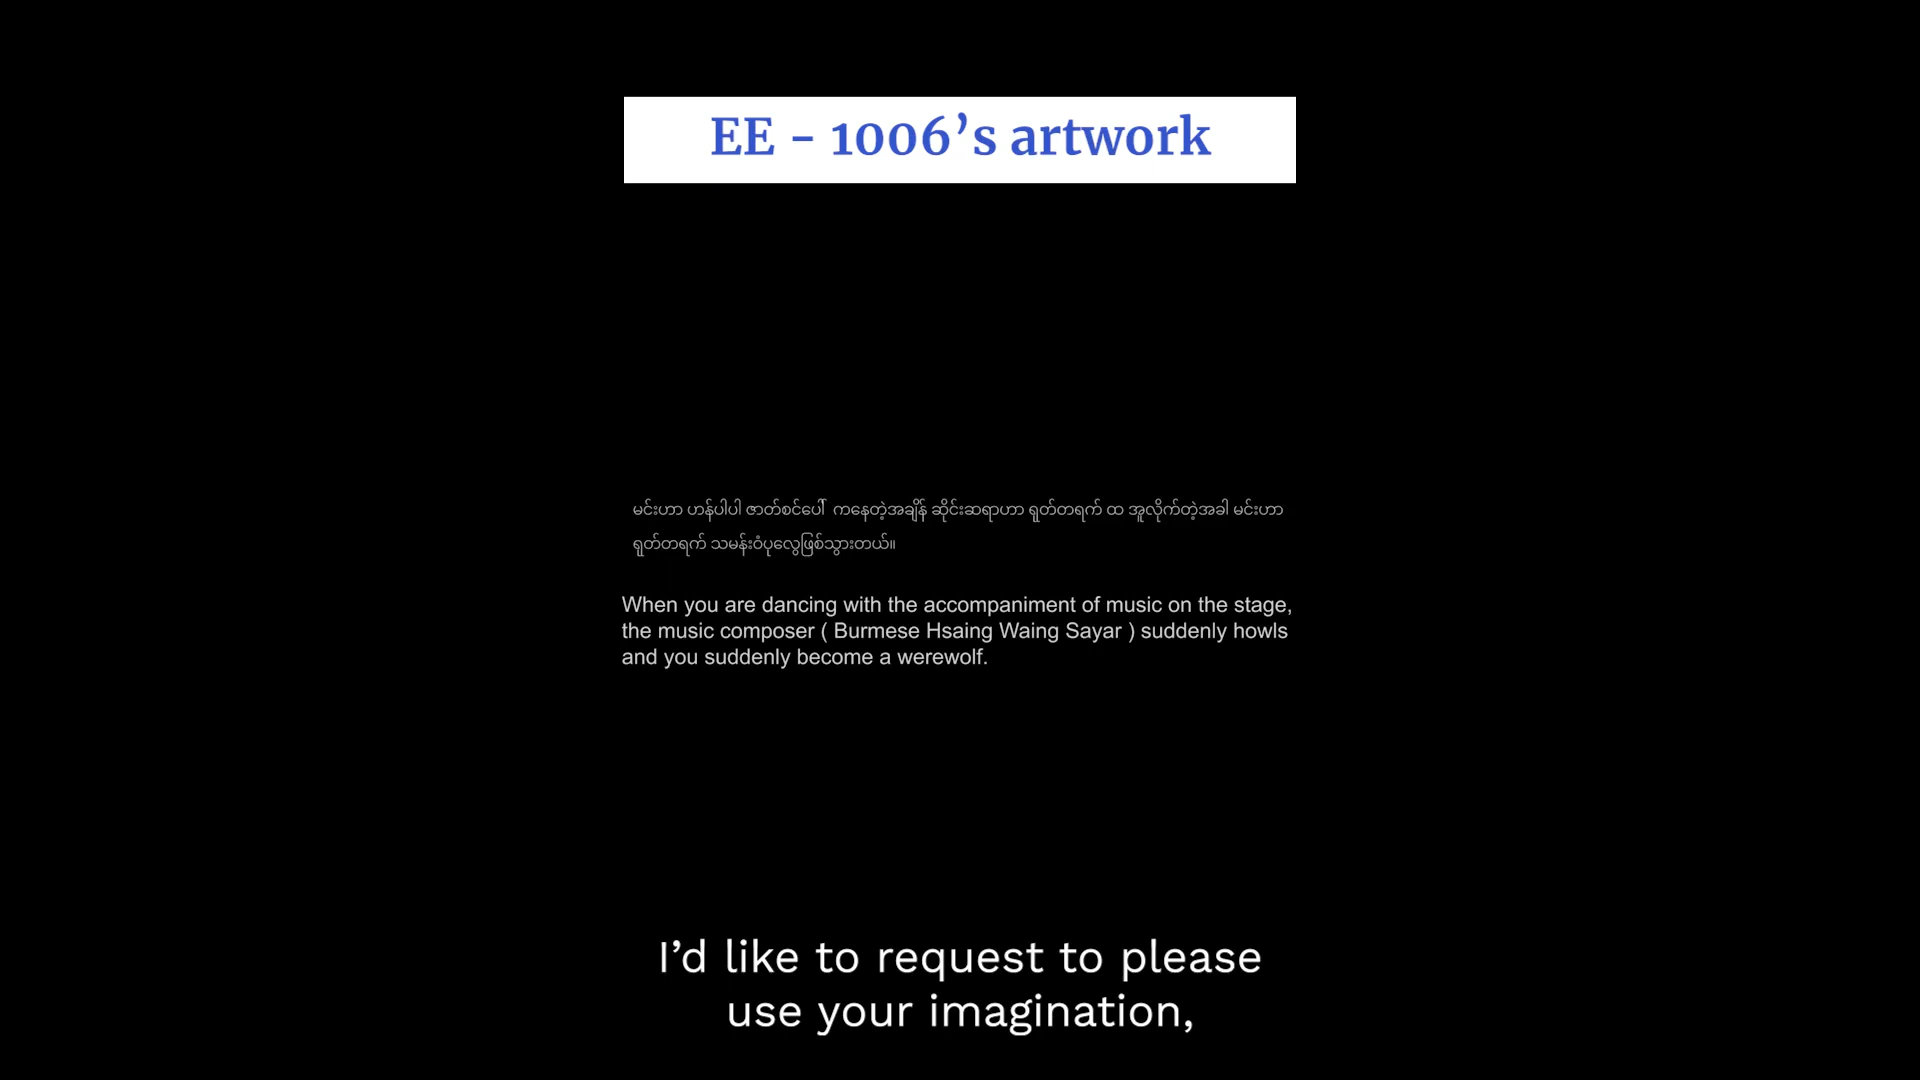 EE - 1006’s artwork
မင်းဟာ ဟန်ပါပါ ဇာတ်စင်ပေါ် ကနေတဲ့အချိန် ဆိုင်းဆရာဟာ ရုတ်တရက် ထ အူလိုက်တဲ့အခါ မင်းဟာ
ရုတ်တရက် သမန်းဝံပုလွေဖြစ်သွားတယ်။
When you are dancing with the accompaniment of music on the stage,
the music composer ( Burmese Hsaing Waing Sayar ) suddenly howls
and you suddenly become a werewolf.
I’d like to request to please
use your imagination,